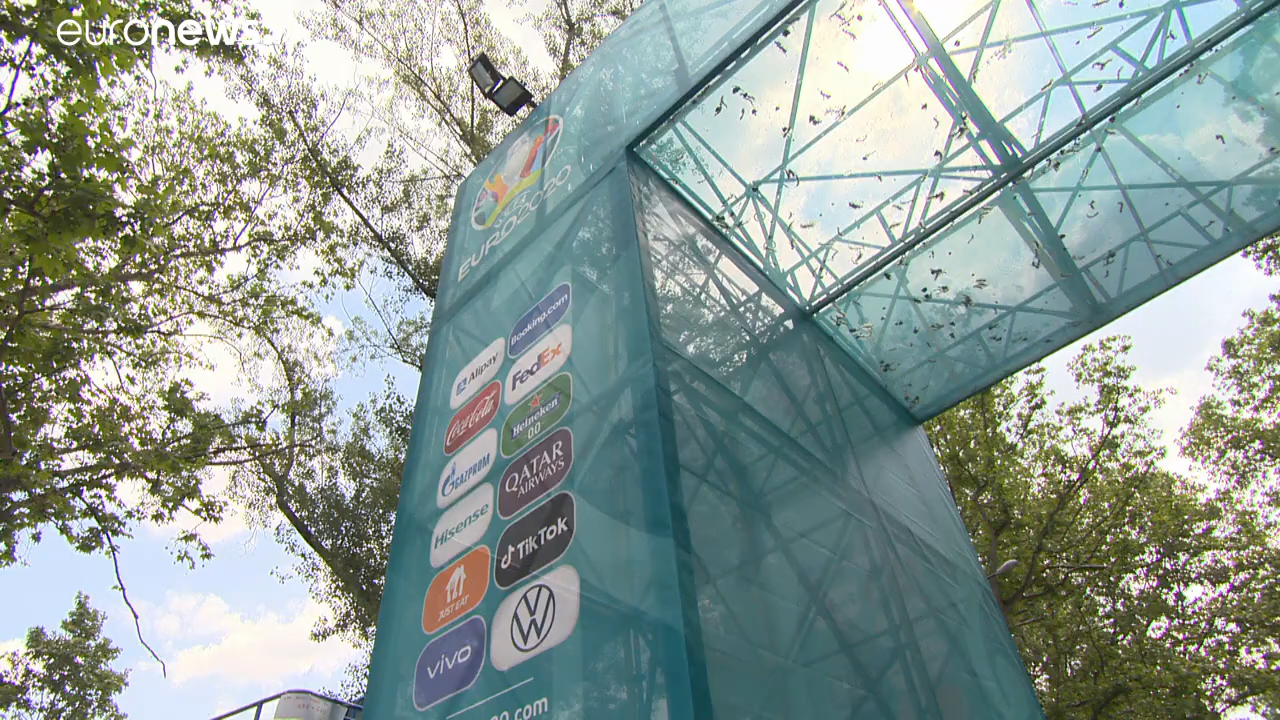 euronews.
EURO2020
Booking.com
Alipay
FedEx
Coca-Cola
Heineken
0.0
GAZPROM
QATAR
AIRWAYS
Hisense
TikTok
JUST EAT
vivo